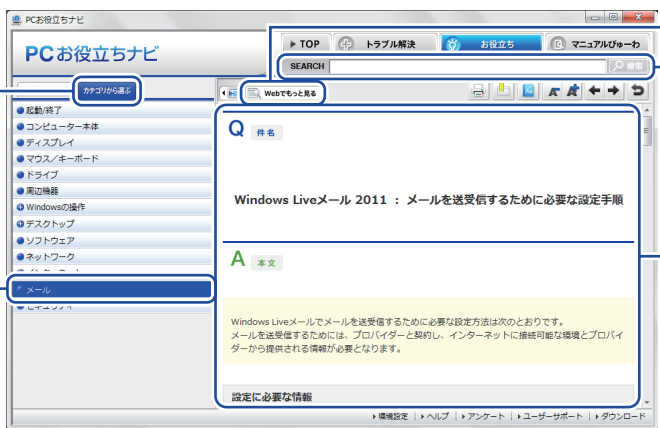 PCお役立ちナビ
PCお役立ちナビ
TOP
トラブル解決
お役立ち
マニュアルびゅーわ
SEARCH
検索
カテゴリから選ぶ
Webでもっと見る
起動/終了
コンピューター本体
ディスプレイ
マウス/キーボード
ドライブ
周辺機器
Windowsの操作
デスクトップ
ソフトウェア
ネットワーク
メール
セキュリティ
Q 件名
Windows Liveメール 2011 : メールを送受信するために必要な設定手順
A 本文
Windows Liveメールでメールを送受信するために必要な設定方法は次のとおりです。
メールを送受信するためには、プロバイダーと契約し、インターネットに接続可能な環境とプロバイ
ダーから提供される情報が必要となります。
設定に必要な情報
環境設定 | ヘルプ | アンケート | ユーザーサポート | ダウンロード